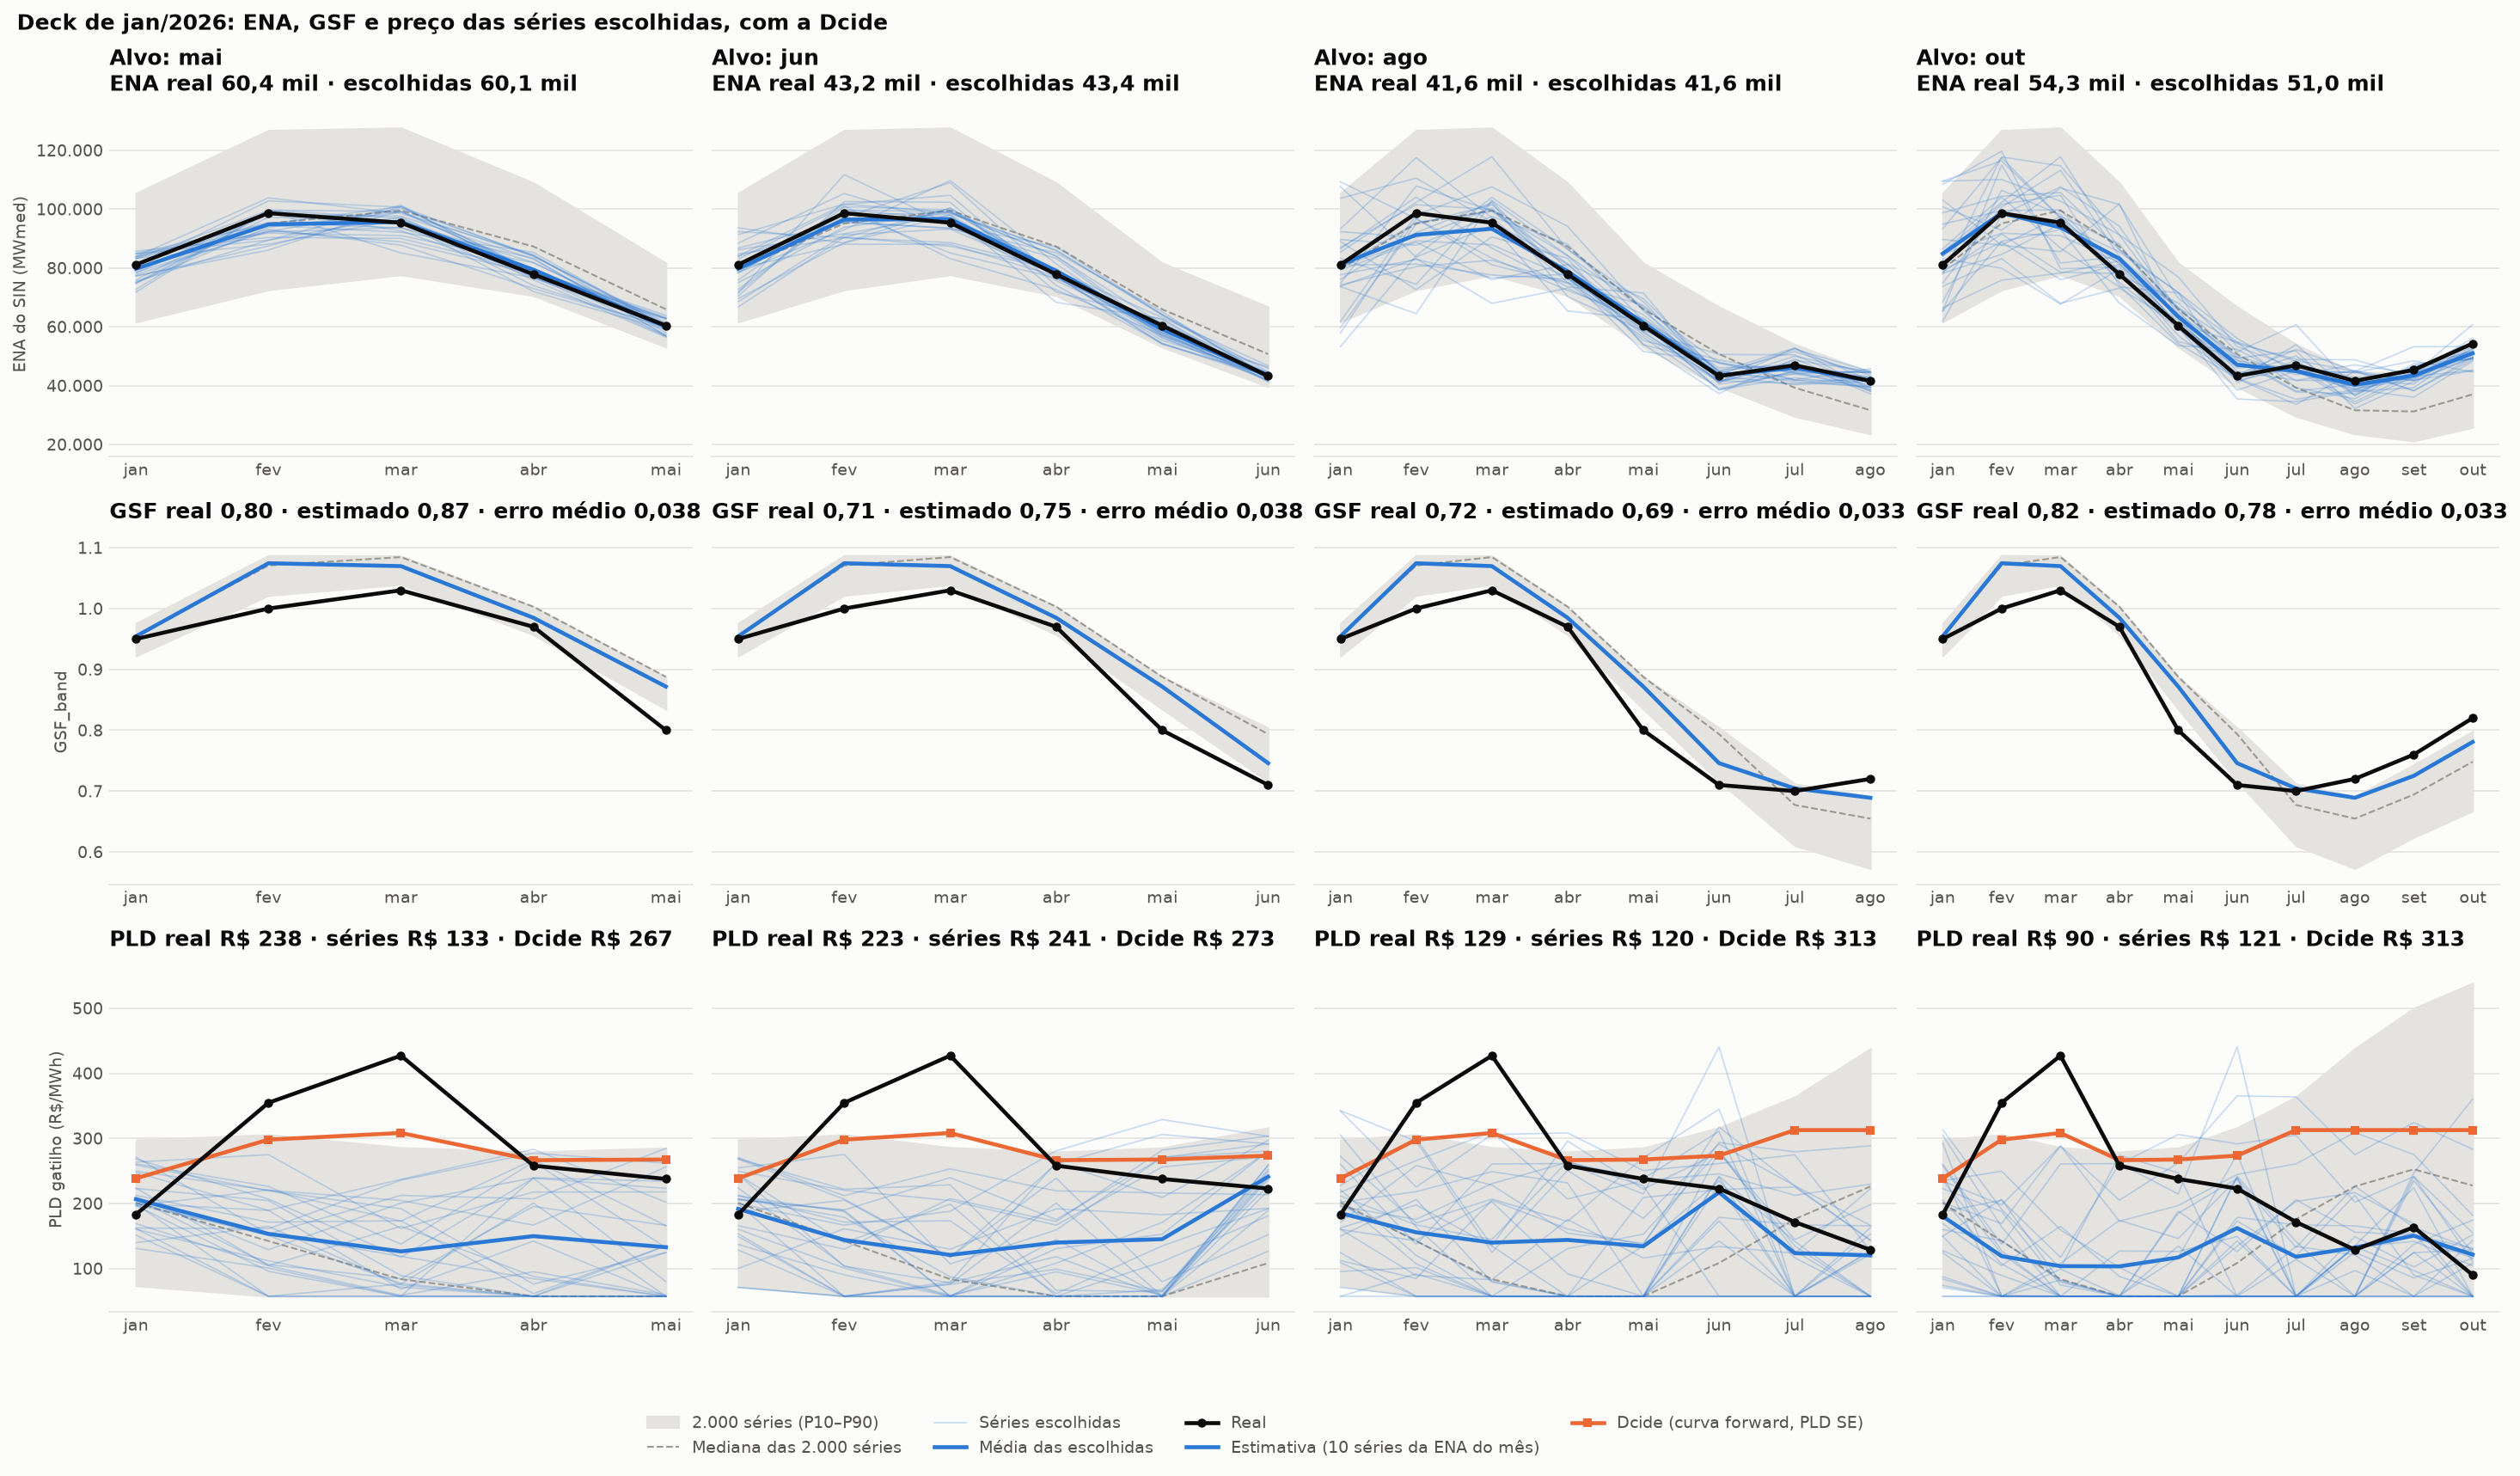 Deck de jan/2026: ENA, GSF e preço das séries escolhidas, com a Dcide
Alvo: mai
ENA real 60,4 mil · escolhidas 60,1 mil
Alvo: jun
ENA real 43,2 mil · escolhidas 43,4 mil
Alvo: ago
ENA real 41,6 mil · escolhidas 41,6 mil
Alvo: out
ENA real 54,3 mil · escolhidas 51,0 mil
ENA do SIN (MWmed)
120.000
100.000
80.000
60.000
40.000
20.000
jan fev mar abr mai
jan fev mar abr mai jun
jan fev mar abr mai jun jul ago
jan fev mar abr mai jun jul ago set out
GSF real 0,80 · estimado 0,87 · erro médio 0,038
GSF real 0,71 · estimado 0,75 · erro médio 0,038
GSF real 0,72 · estimado 0,69 · erro médio 0,033
GSF real 0,82 · estimado 0,78 · erro médio 0,033
GSF_band
1.1
1.0
0.9
0.8
0.7
0.6
jan fev mar abr mai
jan fev mar abr mai jun
jan fev mar abr mai jun jul ago
jan fev mar abr mai jun jul ago set out
PLD real R$ 238 · séries R$ 133 · Dcide R$ 267
PLD real R$ 223 · séries R$ 241 · Dcide R$ 273
PLD real R$ 129 · séries R$ 120 · Dcide R$ 313
PLD real R$ 90 · séries R$ 121 · Dcide R$ 313
PLD gatilho (R$/MWh)
500
400
300
200
100
jan fev mar abr mai
jan fev mar abr mai jun
jan fev mar abr mai jun jul ago
jan fev mar abr mai jun jul ago set out
2.000 séries (P10–P90)
Mediana das 2.000 séries
Séries escolhidas
Média das escolhidas
Real
Estimativa (10 séries da ENA do mês)
Dcide (curva forward, PLD SE)